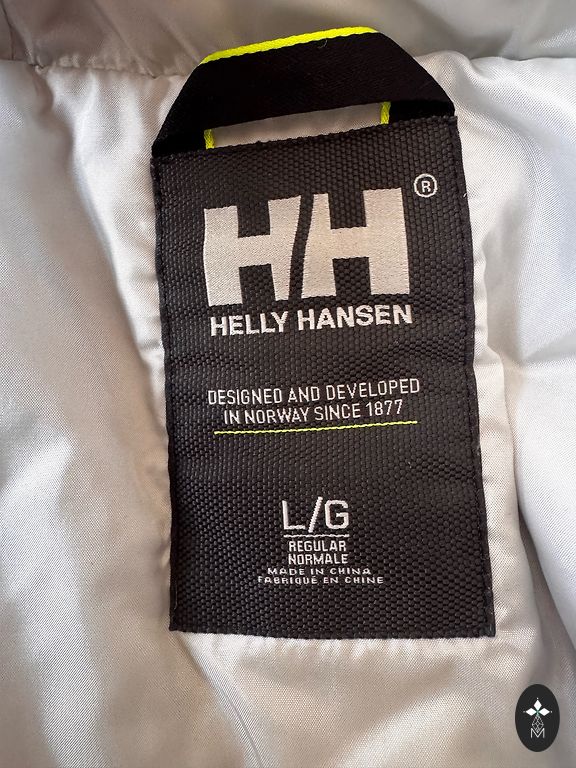 HH®
HELLY HANSEN
DESIGNED AND DEVELOPED
IN NORWAY SINCE 1877
L/G
REGULAR
NORMALE
MADE IN CHINA
FABRIQUÉ EN CHINE
M